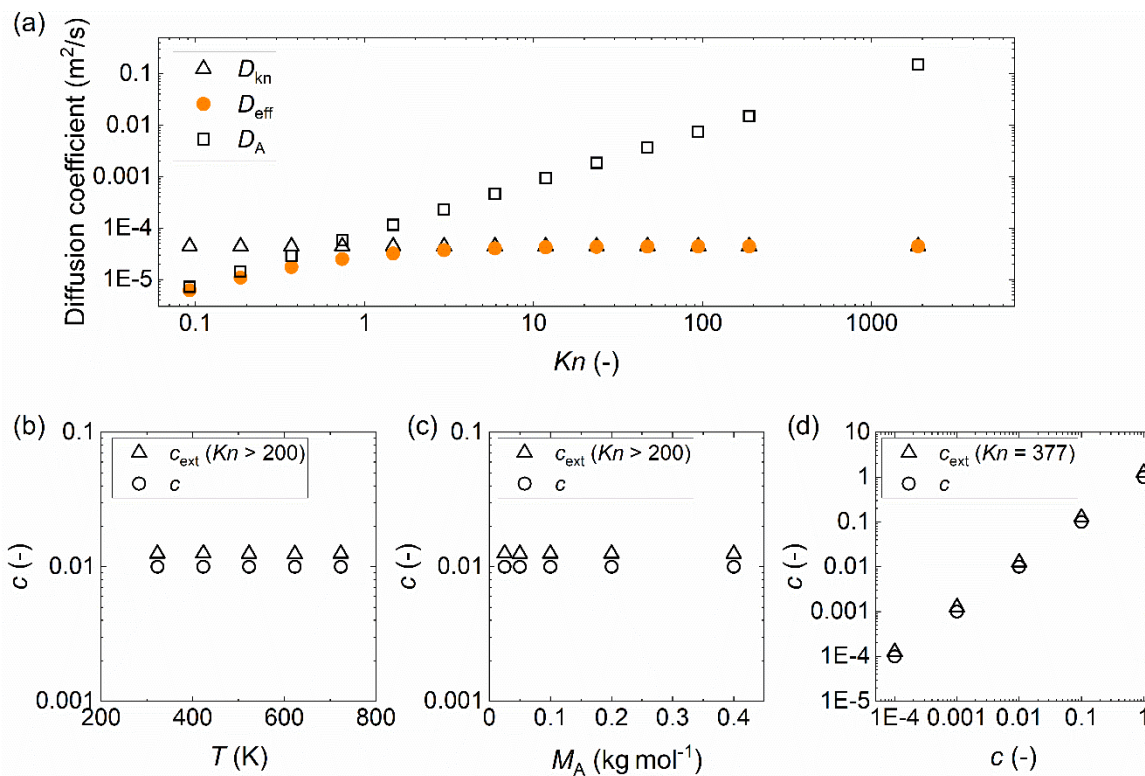 (a)
Diffusion coefficient (m²/s)
0.1
0.01
0.001
1E-4
1E-5
D_kn
D_eff
D_A
0.1 1 10 100 1000
Kn (-)
(b)
c (-)
0.1
0.01
0.001
c_ext (Kn > 200)
c
200 400 600 800
T (K)
(c)
c (-)
0.1
0.01
0.001
c_ext (Kn > 200)
c
0 0.1 0.2 0.3 0.4
M_A (kg mol⁻¹)
(d)
c (-)
10
1
0.1
0.01
0.001
1E-4
1E-5
c_ext (Kn = 377)
c
1E-4 0.001 0.01 0.1 1
c (-)